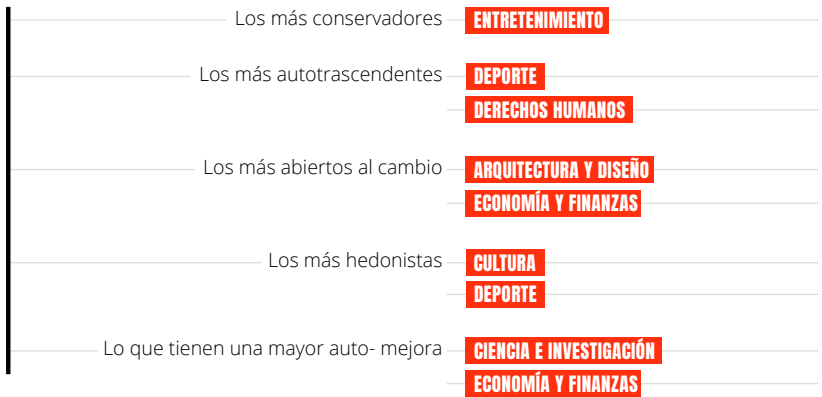 Los más conservadores ENTRETENIMIENTO
Los más autotrascendentes DEPORTE
DERECHOS HUMANOS
Los más abiertos al cambio ARQUITECTURA Y DISEÑO
ECONOMÍA Y FINANZAS
Los más hedonistas CULTURA
DEPORTE
Lo que tienen una mayor auto- mejora CIENCIA E INVESTIGACIÓN
ECONOMÍA Y FINANZAS